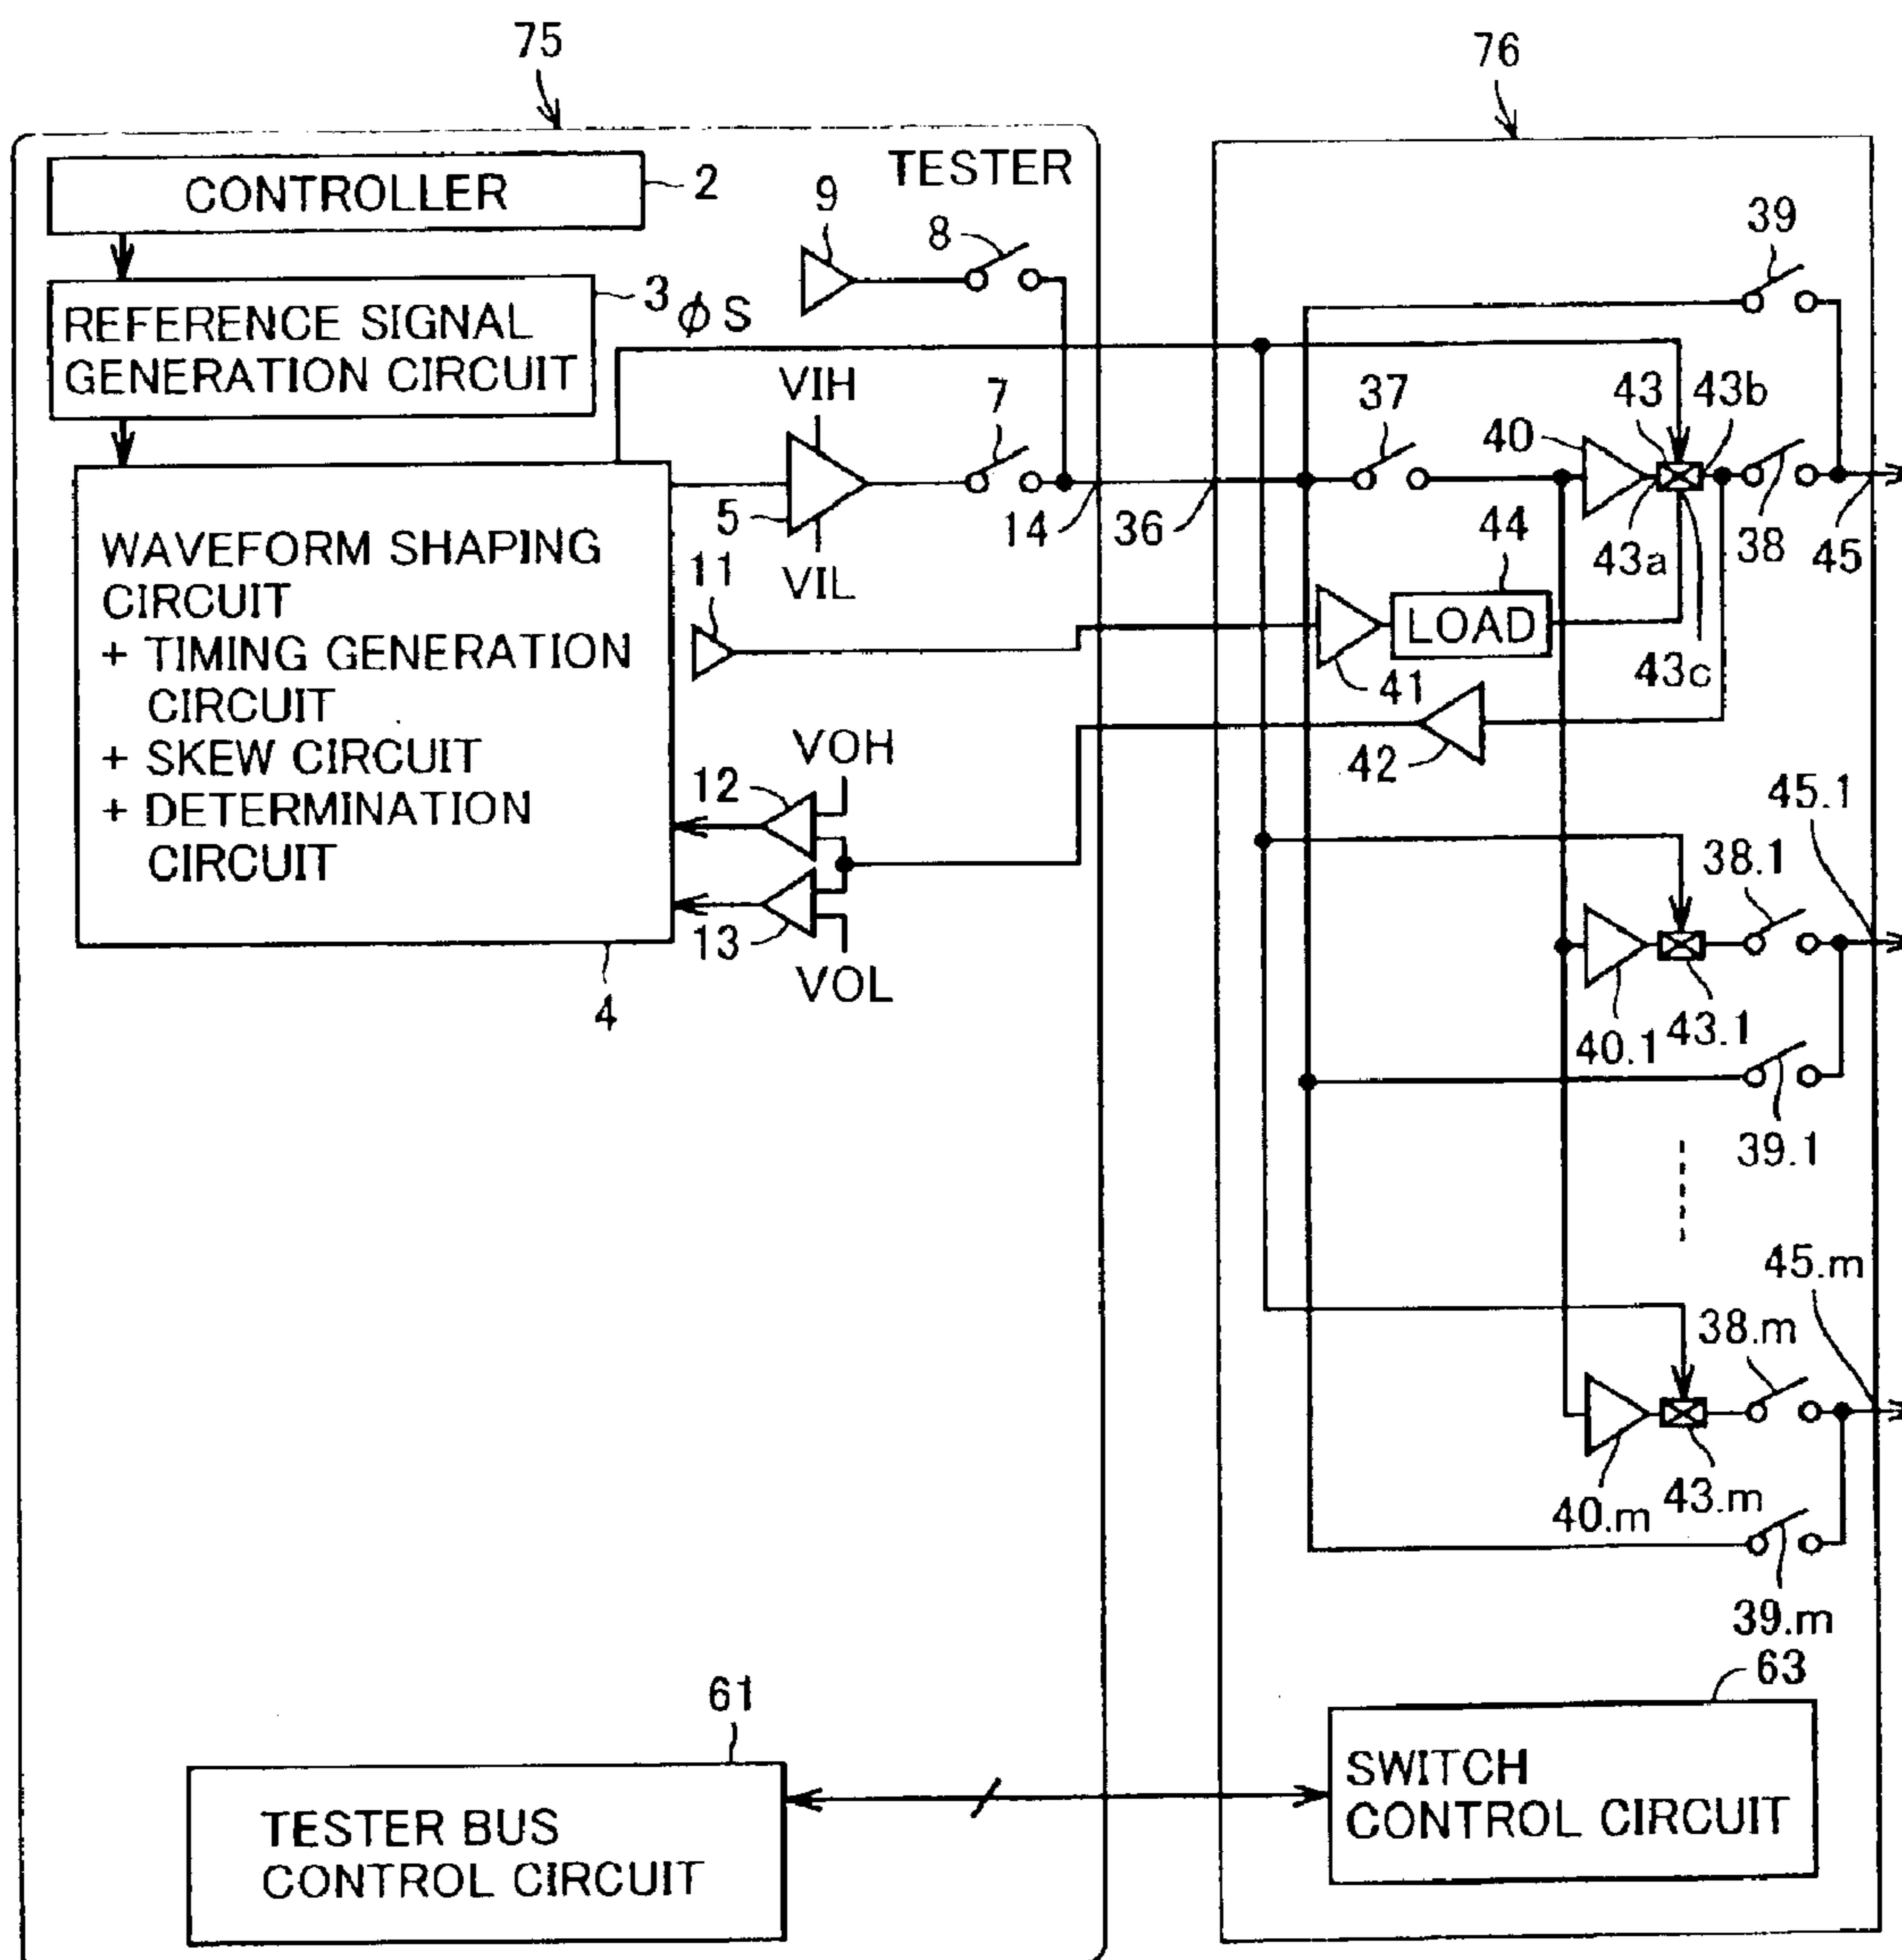 75
76
CONTROLLER
2
TESTER
9
8
39
REFERENCE SIGNAL
GENERATION CIRCUIT
3
φS
VIH
7
37
40
43
43b
5
14
36
44
43a
38
45
WAVEFORM SHAPING
CIRCUIT
+ TIMING GENERATION
CIRCUIT
+ SKEW CIRCUIT
+ DETERMINATION
CIRCUIT
11
VIL
LOAD
41
43c
42
VOH
12
13
VOL
4
45.1
38.1
40.1
43.1
39.1
45.m
38.m
40.m
43.m
39.m
61
63
TESTER BUS
CONTROL CIRCUIT
SWITCH
CONTROL CIRCUIT